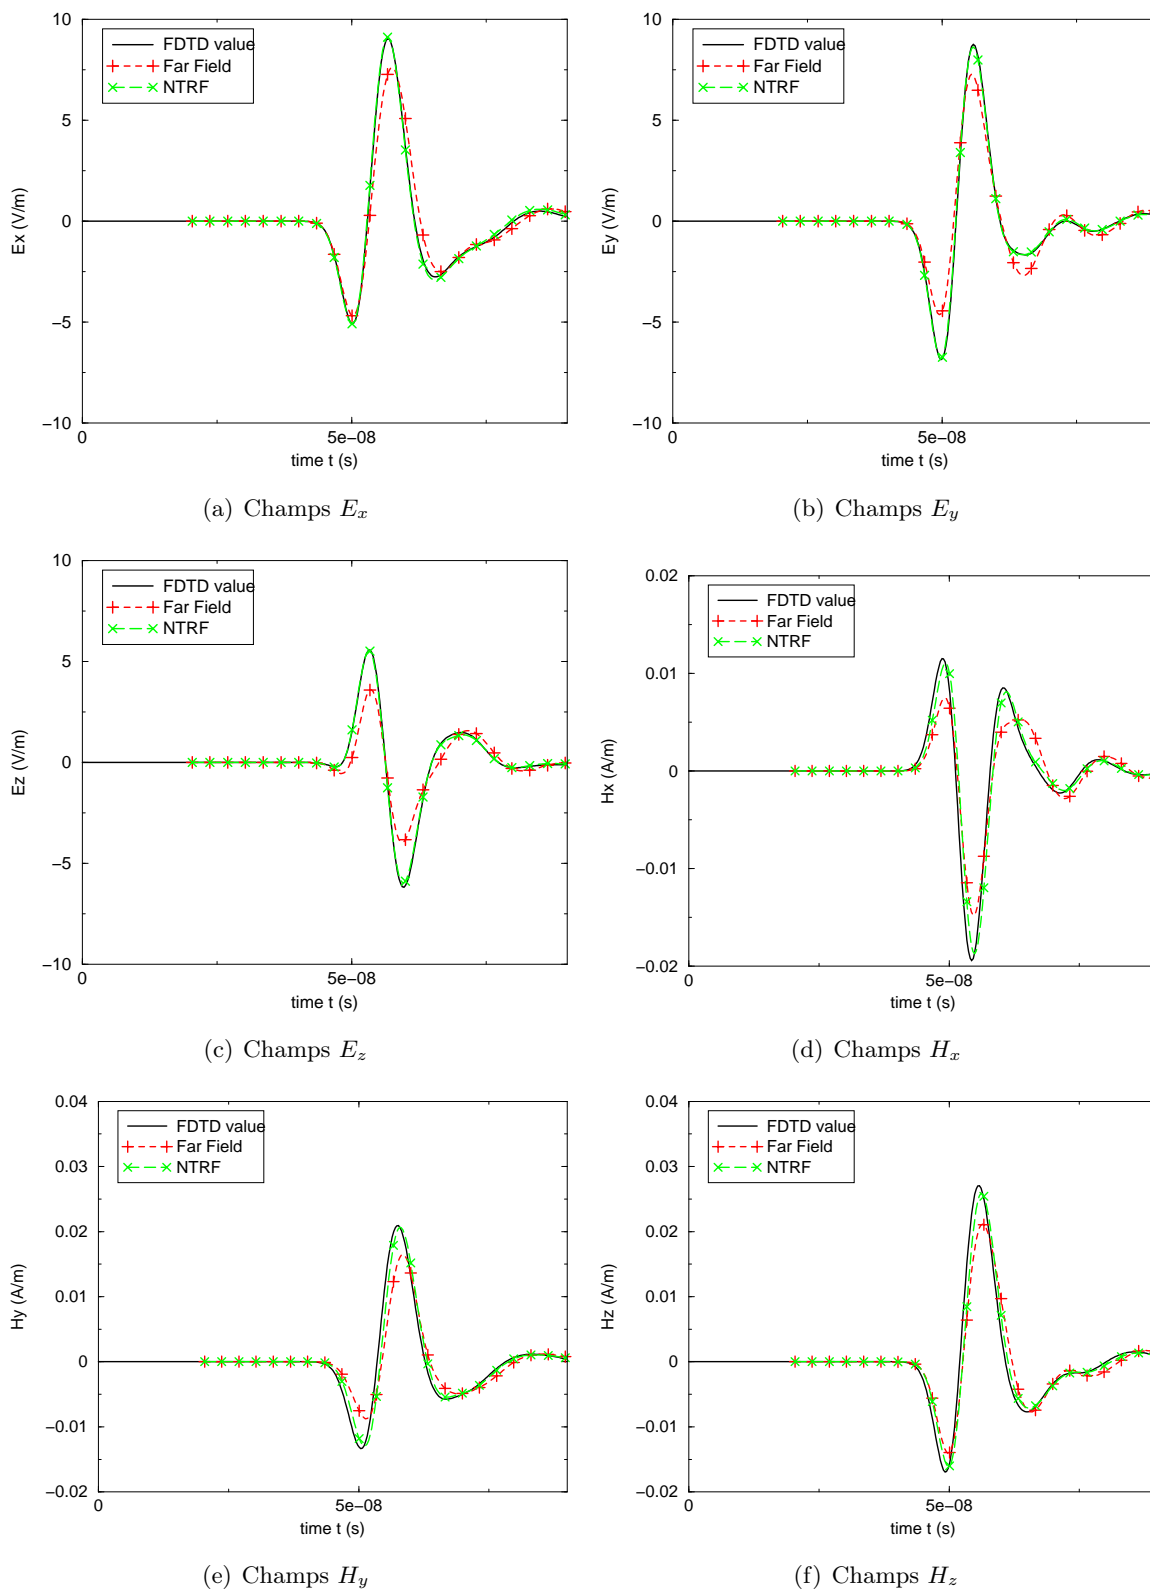 10
5
0
−5
−10
Ex (V/m)
FDTD value
Far Field
NTRF
0
5e−08
time t (s)
(a) Champs E_x
10
5
0
−5
−10
Ey (V/m)
FDTD value
Far Field
NTRF
0
5e−08
time t (s)
(b) Champs E_y
10
5
0
−5
−10
Ez (V/m)
FDTD value
Far Field
NTRF
0
5e−08
time t (s)
(c) Champs E_z
0.02
0.01
0
−0.01
−0.02
Hx (A/m)
FDTD value
Far Field
NTRF
0
5e−08
time t (s)
(d) Champs H_x
0.04
0.03
0.02
0.01
0
−0.01
−0.02
Hy (A/m)
FDTD value
Far Field
NTRF
0
5e−08
time t (s)
(e) Champs H_y
0.04
0.03
0.02
0.01
0
−0.01
−0.02
Hz (A/m)
FDTD value
Far Field
NTRF
0
5e−08
time t (s)
(f) Champs H_z